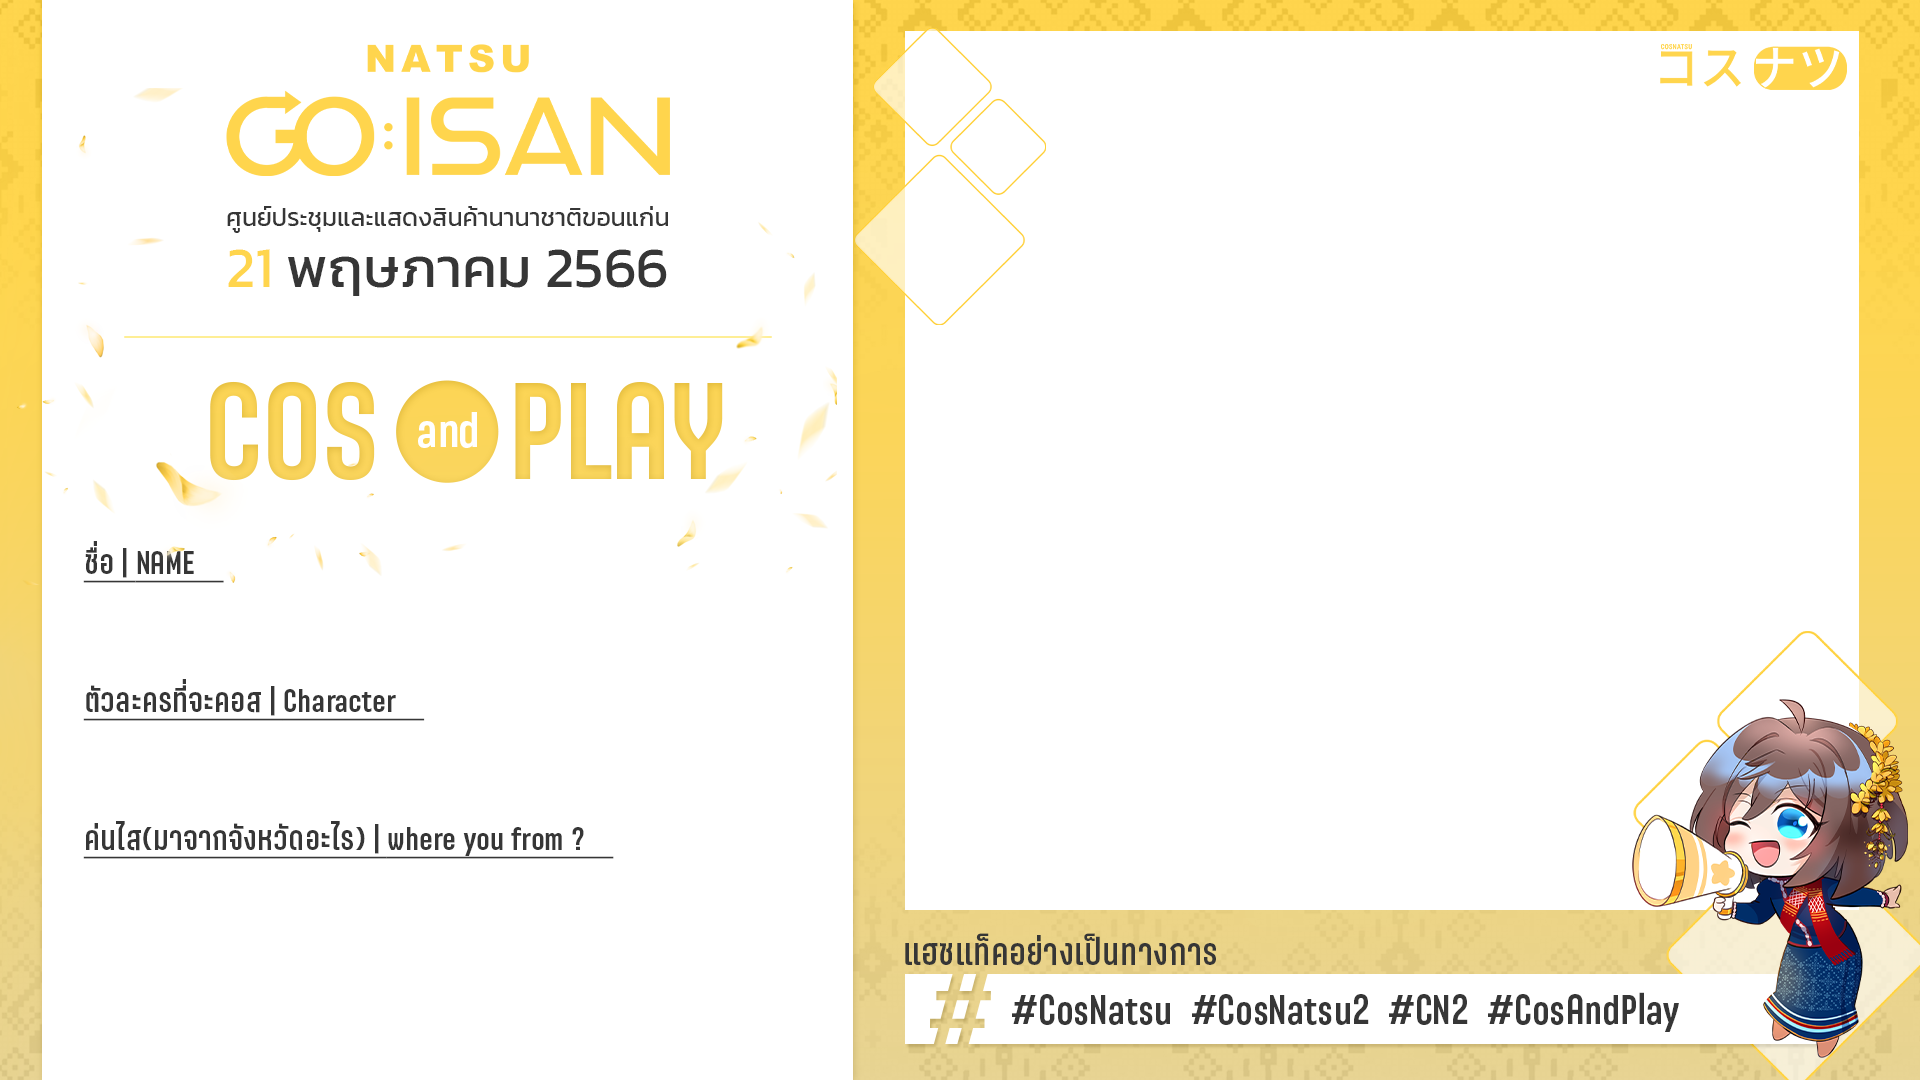 NATSU
GO:ISAN
ศูนย์ประชุมและแสดงสินค้านานาชาติขอนแก่น
21 พฤษภาคม 2566
COS and PLAY
ชื่อ | NAME
ตัวละครที่จะคอส | Character
ค่นไส(มาจากจังหวัดอะไร) | where you from ?
COSNATSU
コスナツ
แฮชแท็คอย่างเป็นทางการ
# #CosNatsu #CosNatsu2 #CN2 #CosAndPlay